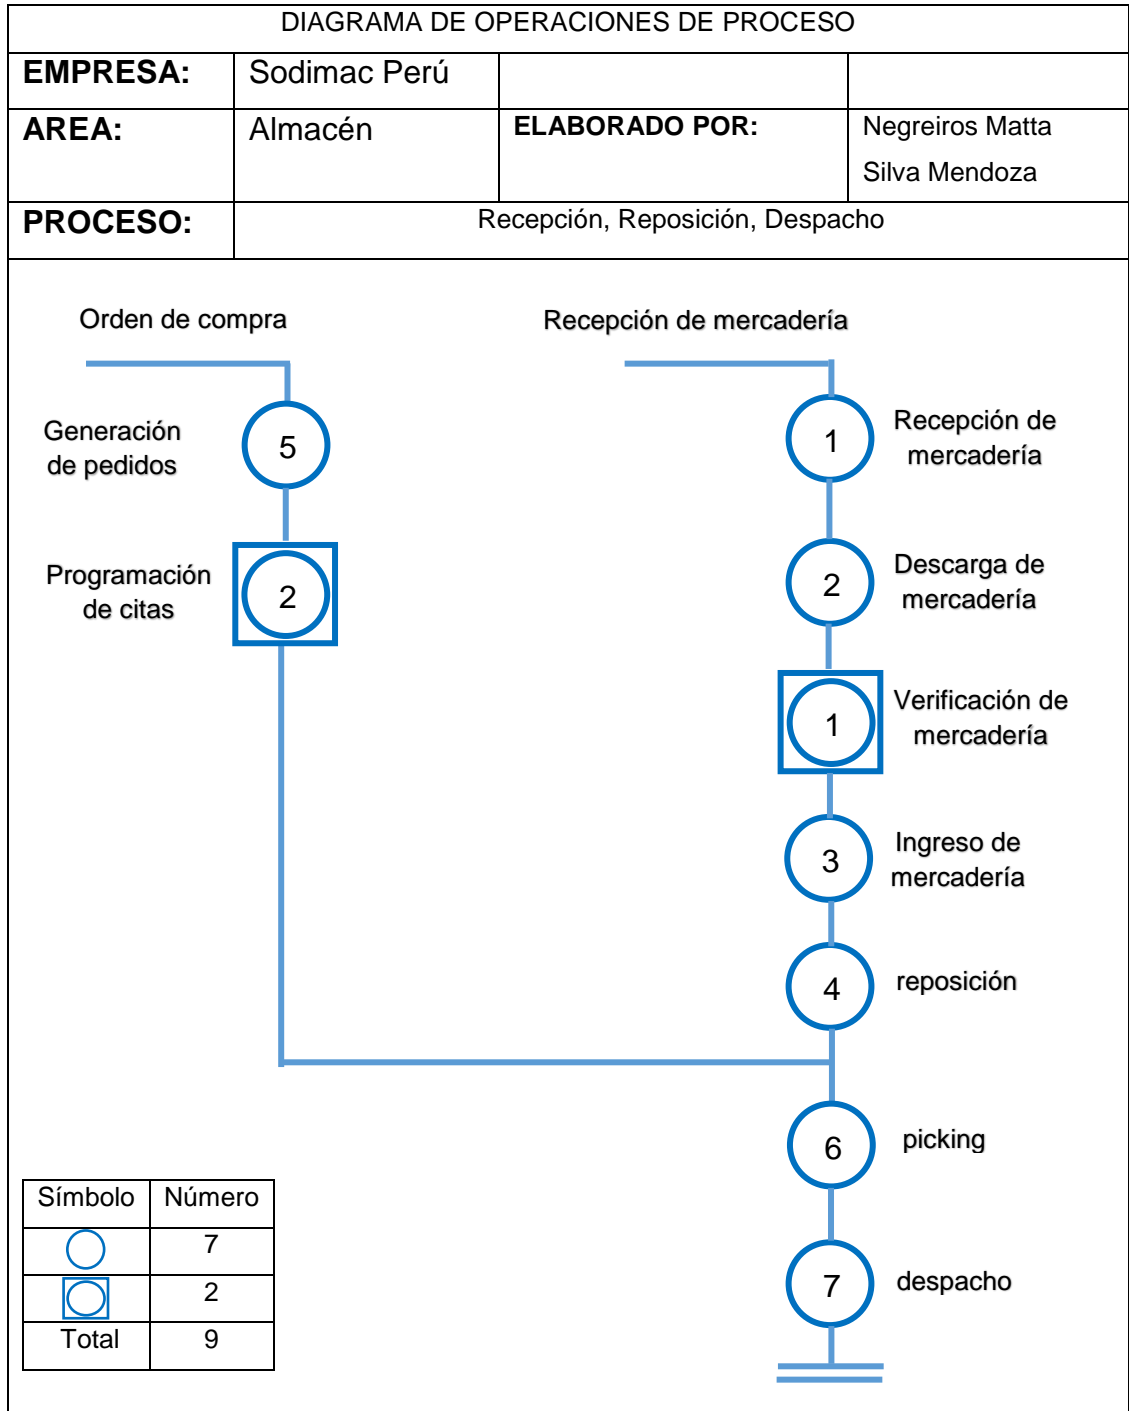 DIAGRAMA DE OPERACIONES DE PROCESO
EMPRESA: Sodimac Perú
AREA: Almacén ELABORADO POR: Negreiros Matta
Silva Mendoza
PROCESO: Recepción, Reposición, Despacho
Orden de compra
Recepción de mercadería
Generación
de pedidos
5
Programación
de citas
2
1
Recepción de
mercadería
2
Descarga de
mercadería
1
Verificación de
mercadería
3
Ingreso de
mercadería
4
reposición
6
picking
7
despacho
Símbolo Número
7
2
Total 9